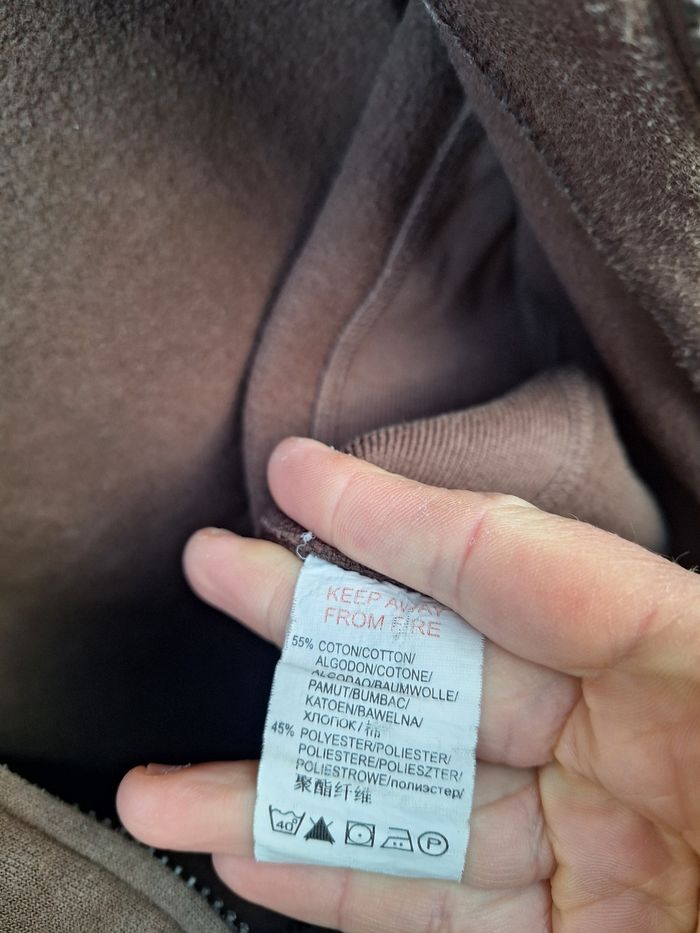 KEEP AWAY
FROM FIRE
55% COTON/COTTON/
ALGODON/COTONE/
ALGODAO/BAUMWOLLE/
PAMUT/BUMBAC/
KATOEN/BAWELNA/
ХЛОПОК/棉
45% POLYESTER/POLIESTER/
POLIESTERE/POLIESZTER/
POLIESTROWE/полиэстер/
聚酯纤维
40° P